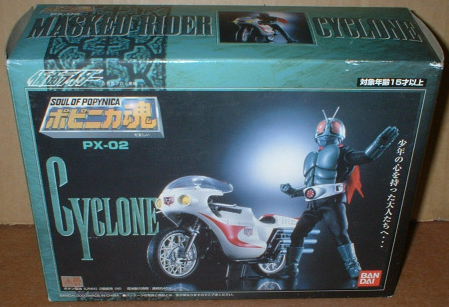 MASKED RIDER CYCLONE
仮面ライダー
対象年齢15才以上
SOUL OF POPYNICA
ポピニカ魂
PX-02
CYCLONE
少年の心を持った大人たちへ・・・
BAN
DAI